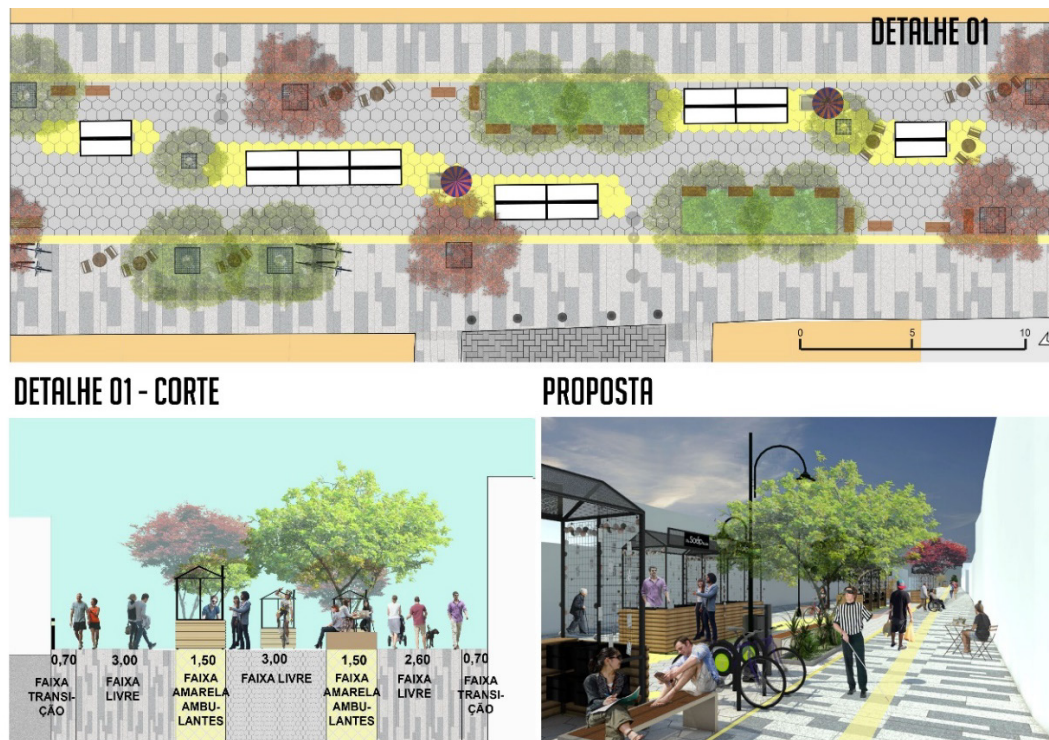 DETALHE 01
0
5
10
DETALHE 01 - CORTE
PROPOSTA
0,70
FAIXA
TRANSI-
ÇÃO
3,00
FAIXA
LIVRE
1,50
FAIXA
AMARELA
AMBU-
LANTES
3,00
FAIXA LIVRE
1,50
FAIXA
AMARELA
AMBU-
LANTES
2,60
FAIXA
LIVRE
0,70
FAIXA
TRANSI-
ÇÃO